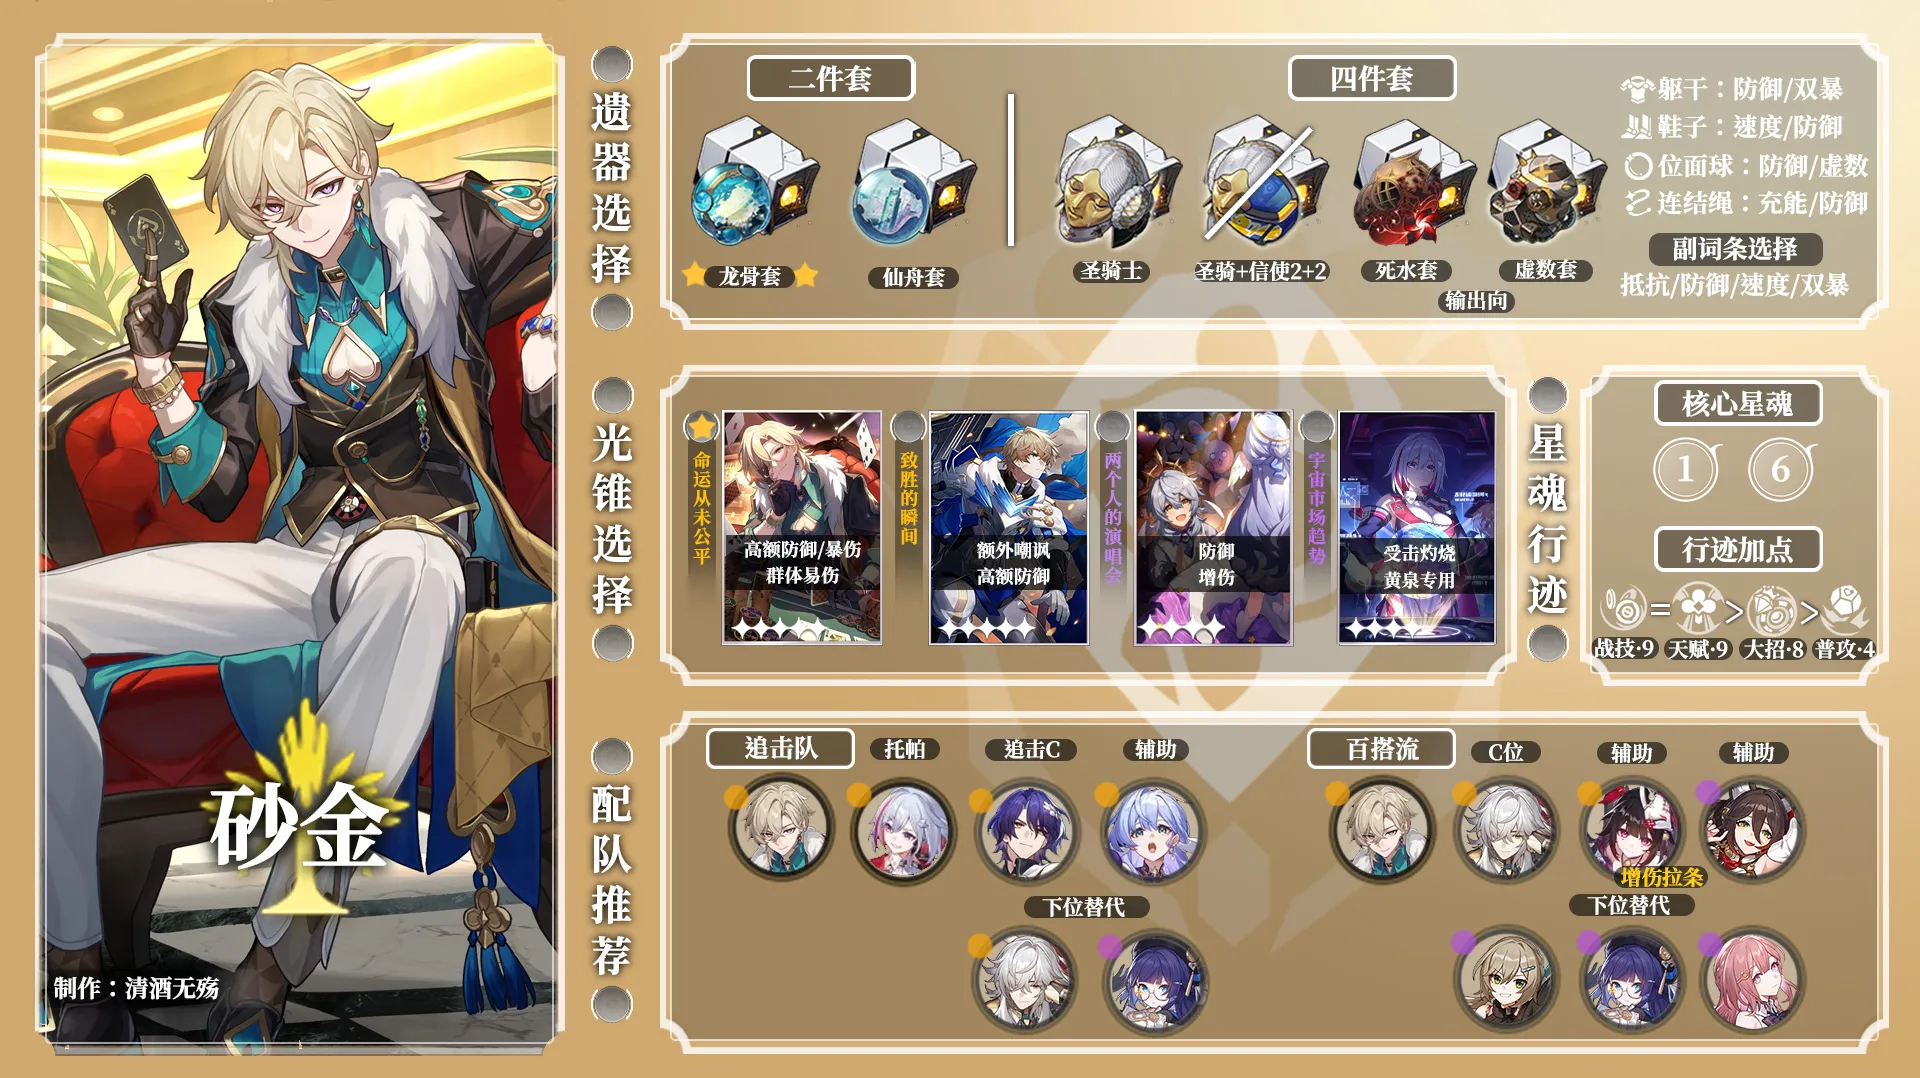 砂金
制作：清酒无殇
遗器选择
二件套
龙骨套
仙舟套
四件套
圣骑士
圣骑+信使2+2
死水套
虚数套
输出向
躯干：防御/双暴
鞋子：速度/防御
位面球：防御/虚数
连结绳：充能/防御
副词条选择
抵抗/防御/速度/双暴
光锥选择
命运从未公平
高额防御/暴伤
群体易伤
致胜的瞬间
额外嘲讽
高额防御
两个人的演唱会
防御
增伤
宇宙市场趋势
受击灼烧
黄泉专用
星魂行迹
核心星魂
1 6
行迹加点
= > >
战技·9 天赋·9 大招·8 普攻·4
配队推荐
追击队 托帕 追击C 辅助
下位替代
百搭流 C位 辅助 辅助
增伤拉条
下位替代